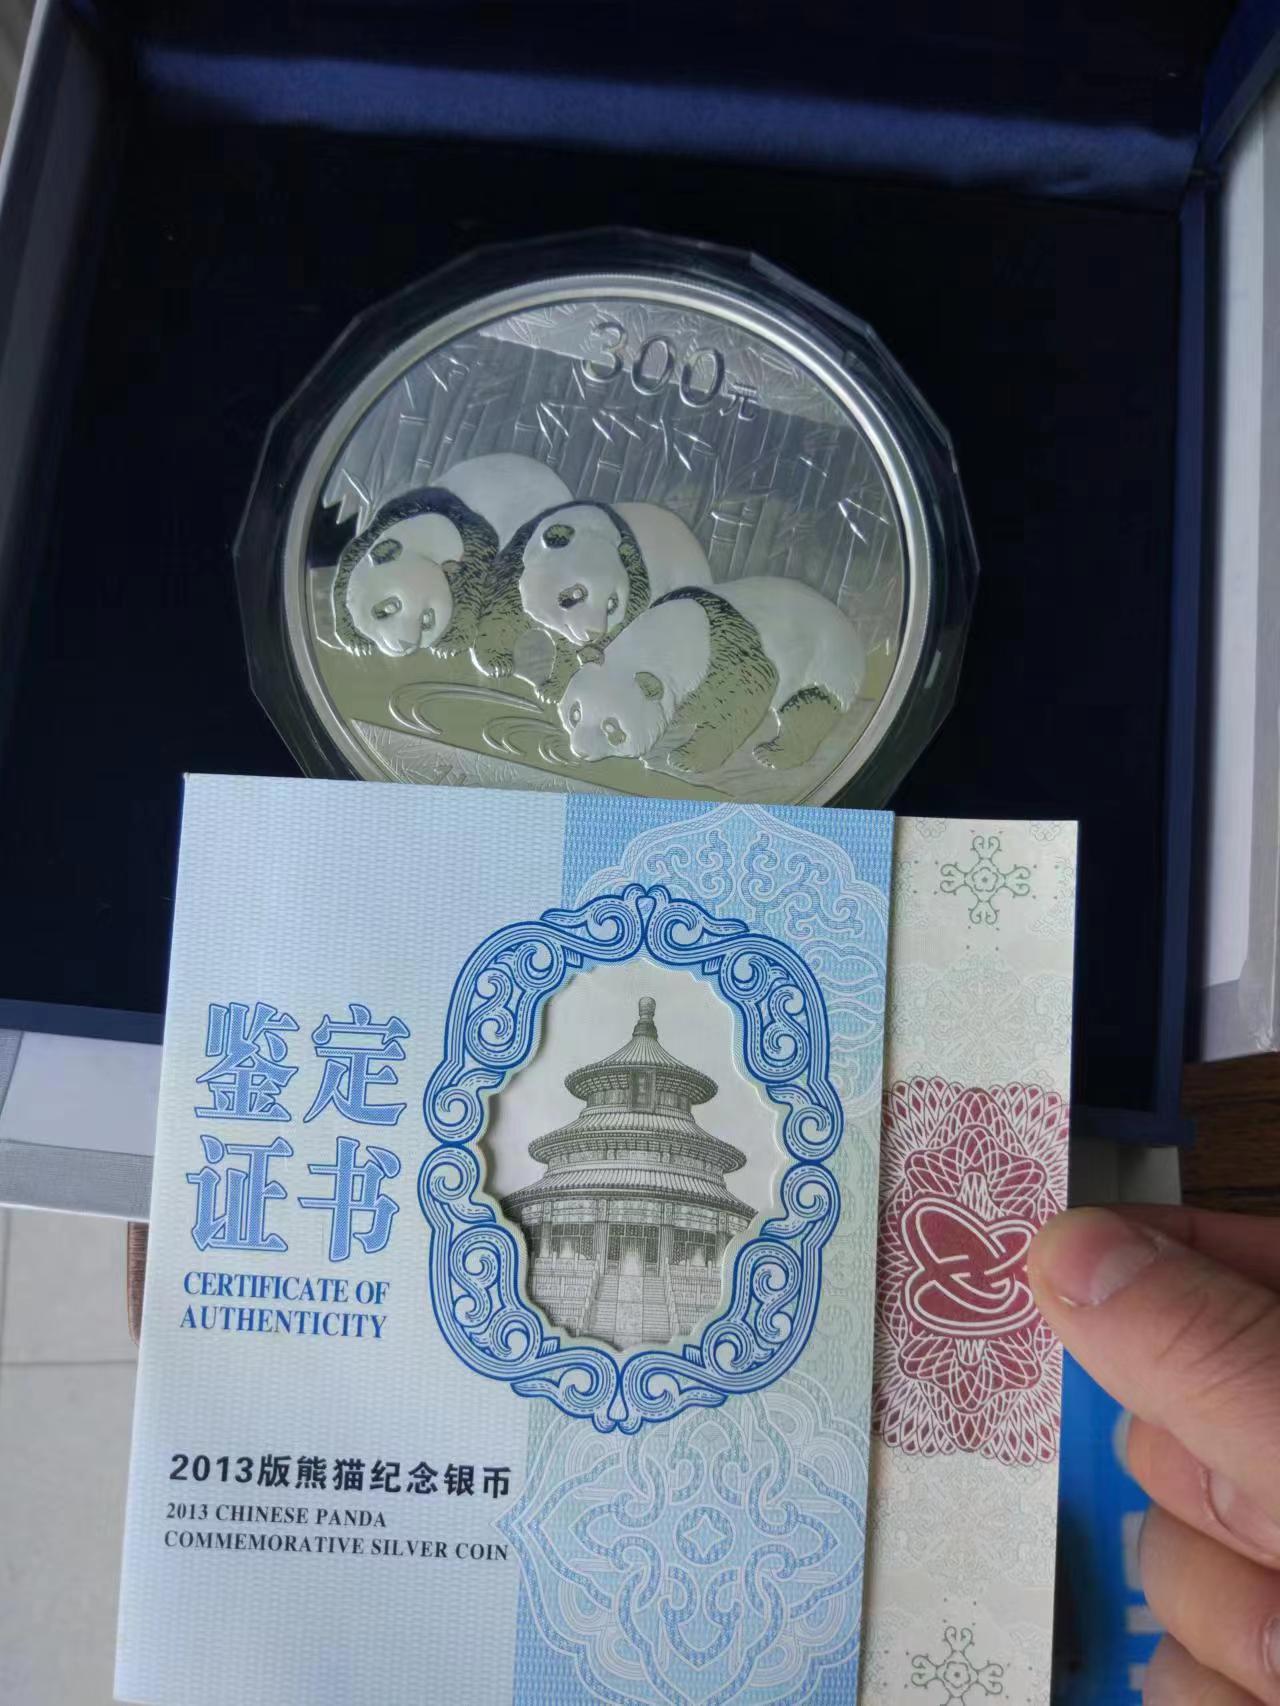 300元
鉴定
证书
CERTIFICATE OF
AUTHENTICITY
2013版熊猫纪念银币
2013 CHINESE PANDA
COMMEMORATIVE SILVER COIN